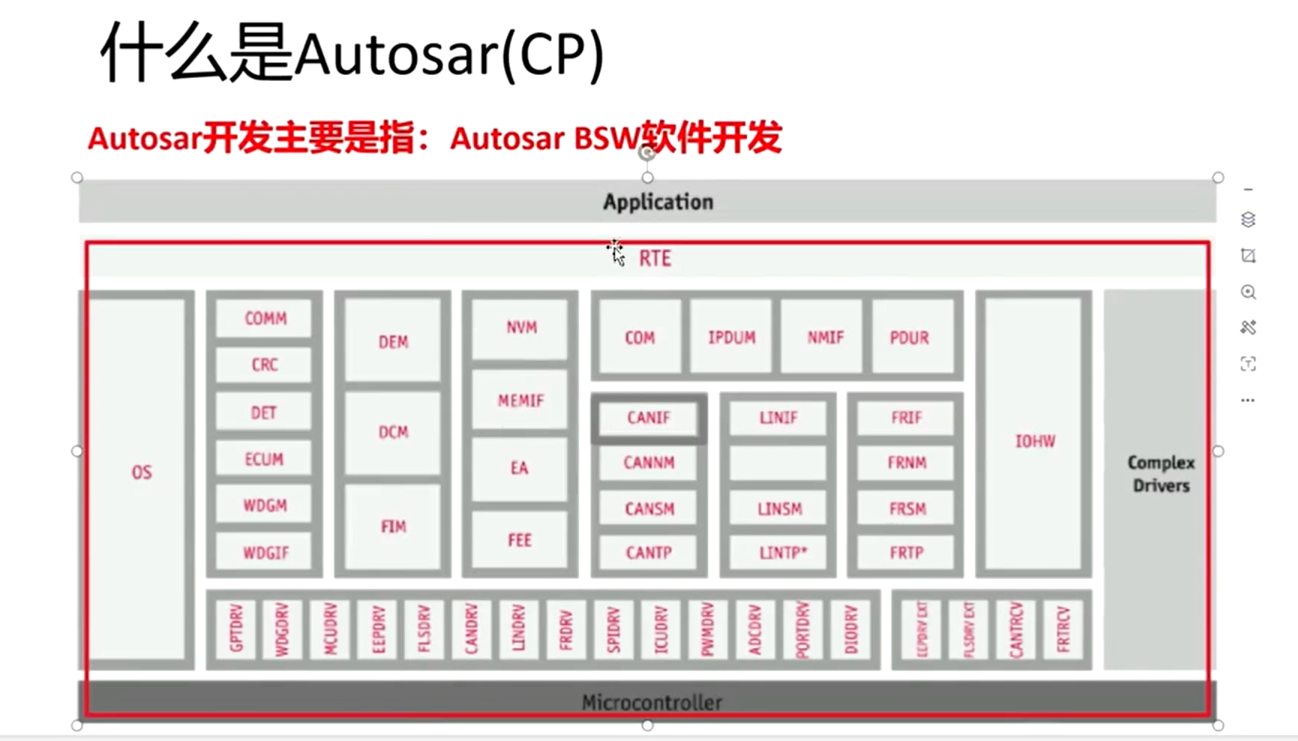 什么是Autosar(CP)
Autosar开发主要是指：Autosar BSW软件开发
Application
RTE
OS
COMM
CRC
DET
ECUM
WDGM
WDGIF
DEM
DCM
FIM
NVM
MEMIF
EA
FEE
COM
IPDUM
NMIF
PDUR
CANIF
CANNM
CANSM
CANTP
LINIF
LINSM
LINTP*
FRIF
FRNM
FRSM
FRTP
IOHW
Complex
Drivers
GPTDRV
WDGDRV
MCUDRV
EEPDRV
FLSDRV
CANDRV
LINDRV
FRDRV
SPIDRV
ICUDRV
PWMDRV
ADCDRV
PORTDRV
DIODRV
EEPDRV EXT
FLSDRV EXT
CANTRCV
FRTRCV
Microcontroller